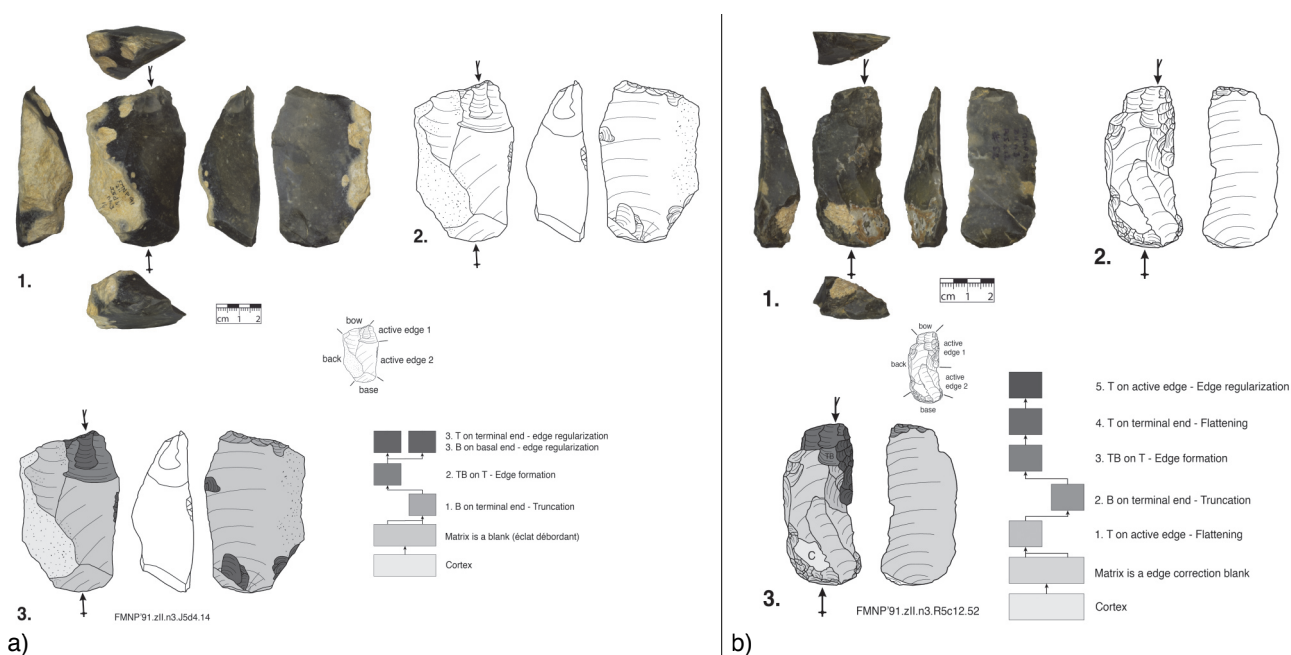 1.
cm 1 2
2.
bow
active edge 1
back
active edge 2
base
3. T on terminal end - edge regularization
3. B on basal end - edge regularization
2. TB on T - Edge formation
1. B on terminal end - Truncation
Matrix is a blank (éclat débordant)
Cortex
3.
FMNP'91.zII.n3.J5d4.14
a)
1.
cm 1 2
2.
bow
active
edge 1
back
active
edge 2
base
5. T on active edge - Edge regularization
4. T on terminal end - Flattening
3. TB on T - Edge formation
2. B on terminal end - Truncation
1. T on active edge - Flattening
Matrix is a edge correction blank
Cortex
TB
C
3.
FMNP'91.zII.n3.R5c12.52
b)